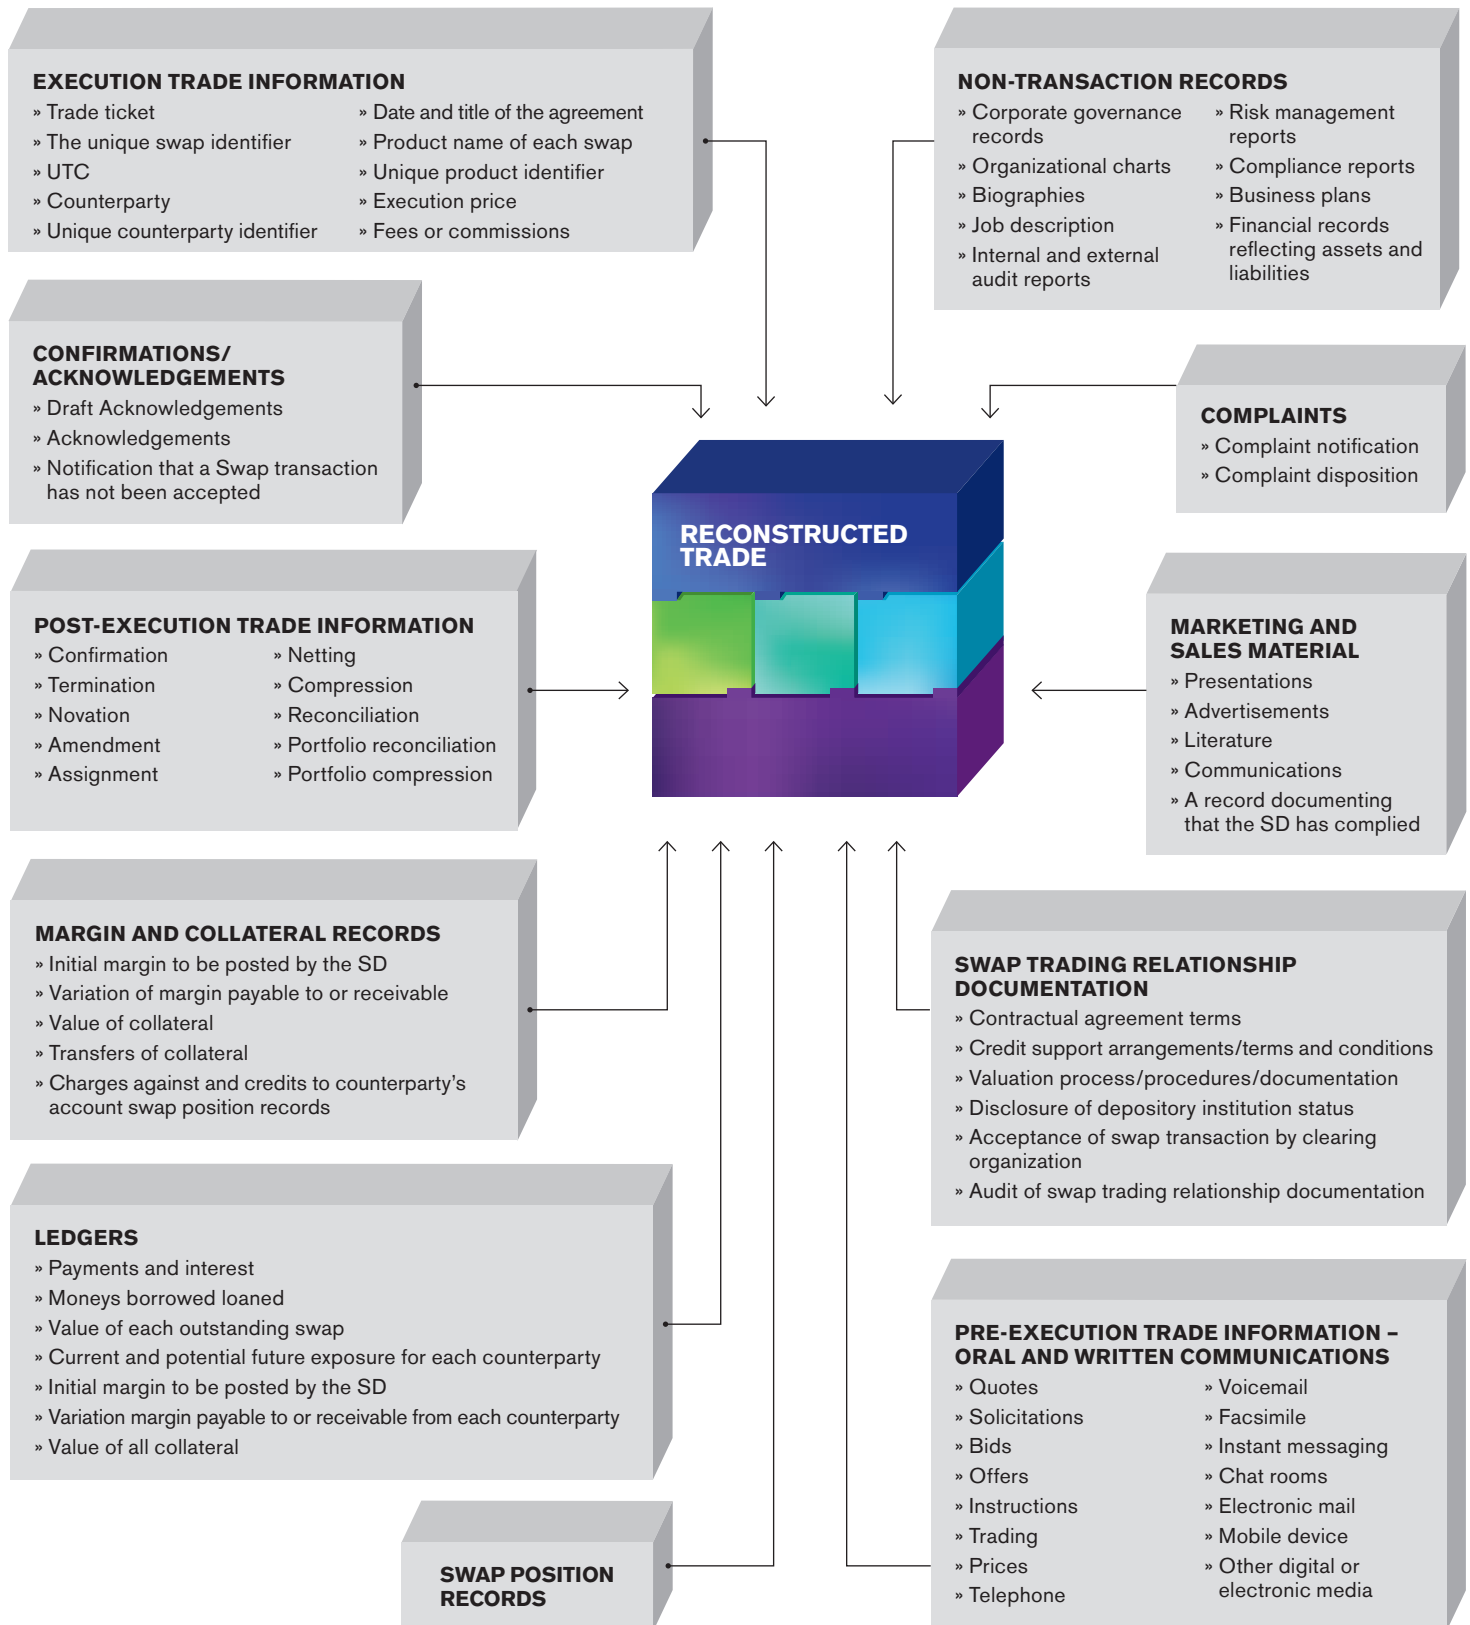 EXECUTION TRADE INFORMATION
» Trade ticket
» The unique swap identifier
» UTC
» Counterparty
» Unique counterparty identifier
» Date and title of the agreement
» Product name of each swap
» Unique product identifier
» Execution price
» Fees or commissions
NON-TRANSACTION RECORDS
» Corporate governance
records
» Organizational charts
» Biographies
» Job description
» Internal and external
audit reports
» Risk management
reports
» Compliance reports
» Business plans
» Financial records
reflecting assets and
liabilities
CONFIRMATIONS/
ACKNOWLEDGEMENTS
» Draft Acknowledgements
» Acknowledgements
» Notification that a Swap transaction
has not been accepted
COMPLAINTS
» Complaint notification
» Complaint disposition
RECONSTRUCTED
TRADE
POST-EXECUTION TRADE INFORMATION
» Confirmation
» Termination
» Novation
» Amendment
» Assignment
» Netting
» Compression
» Reconciliation
» Portfolio reconciliation
» Portfolio compression
MARKETING AND
SALES MATERIAL
» Presentations
» Advertisements
» Literature
» Communications
» A record documenting
that the SD has complied
MARGIN AND COLLATERAL RECORDS
» Initial margin to be posted by the SD
» Variation of margin payable to or receivable
» Value of collateral
» Transfers of collateral
» Charges against and credits to counterparty's
account swap position records
SWAP TRADING RELATIONSHIP
DOCUMENTATION
» Contractual agreement terms
» Credit support arrangements/terms and conditions
» Valuation process/procedures/documentation
» Disclosure of depository institution status
» Acceptance of swap transaction by clearing
organization
» Audit of swap trading relationship documentation
LEDGERS
» Payments and interest
» Moneys borrowed loaned
» Value of each outstanding swap
» Current and potential future exposure for each counterparty
» Initial margin to be posted by the SD
» Variation margin payable to or receivable from each counterparty
» Value of all collateral
PRE-EXECUTION TRADE INFORMATION –
ORAL AND WRITTEN COMMUNICATIONS
» Quotes
» Solicitations
» Bids
» Offers
» Instructions
» Trading
» Prices
» Telephone
» Voicemail
» Facsimile
» Instant messaging
» Chat rooms
» Electronic mail
» Mobile device
» Other digital or
electronic media
SWAP POSITION
RECORDS